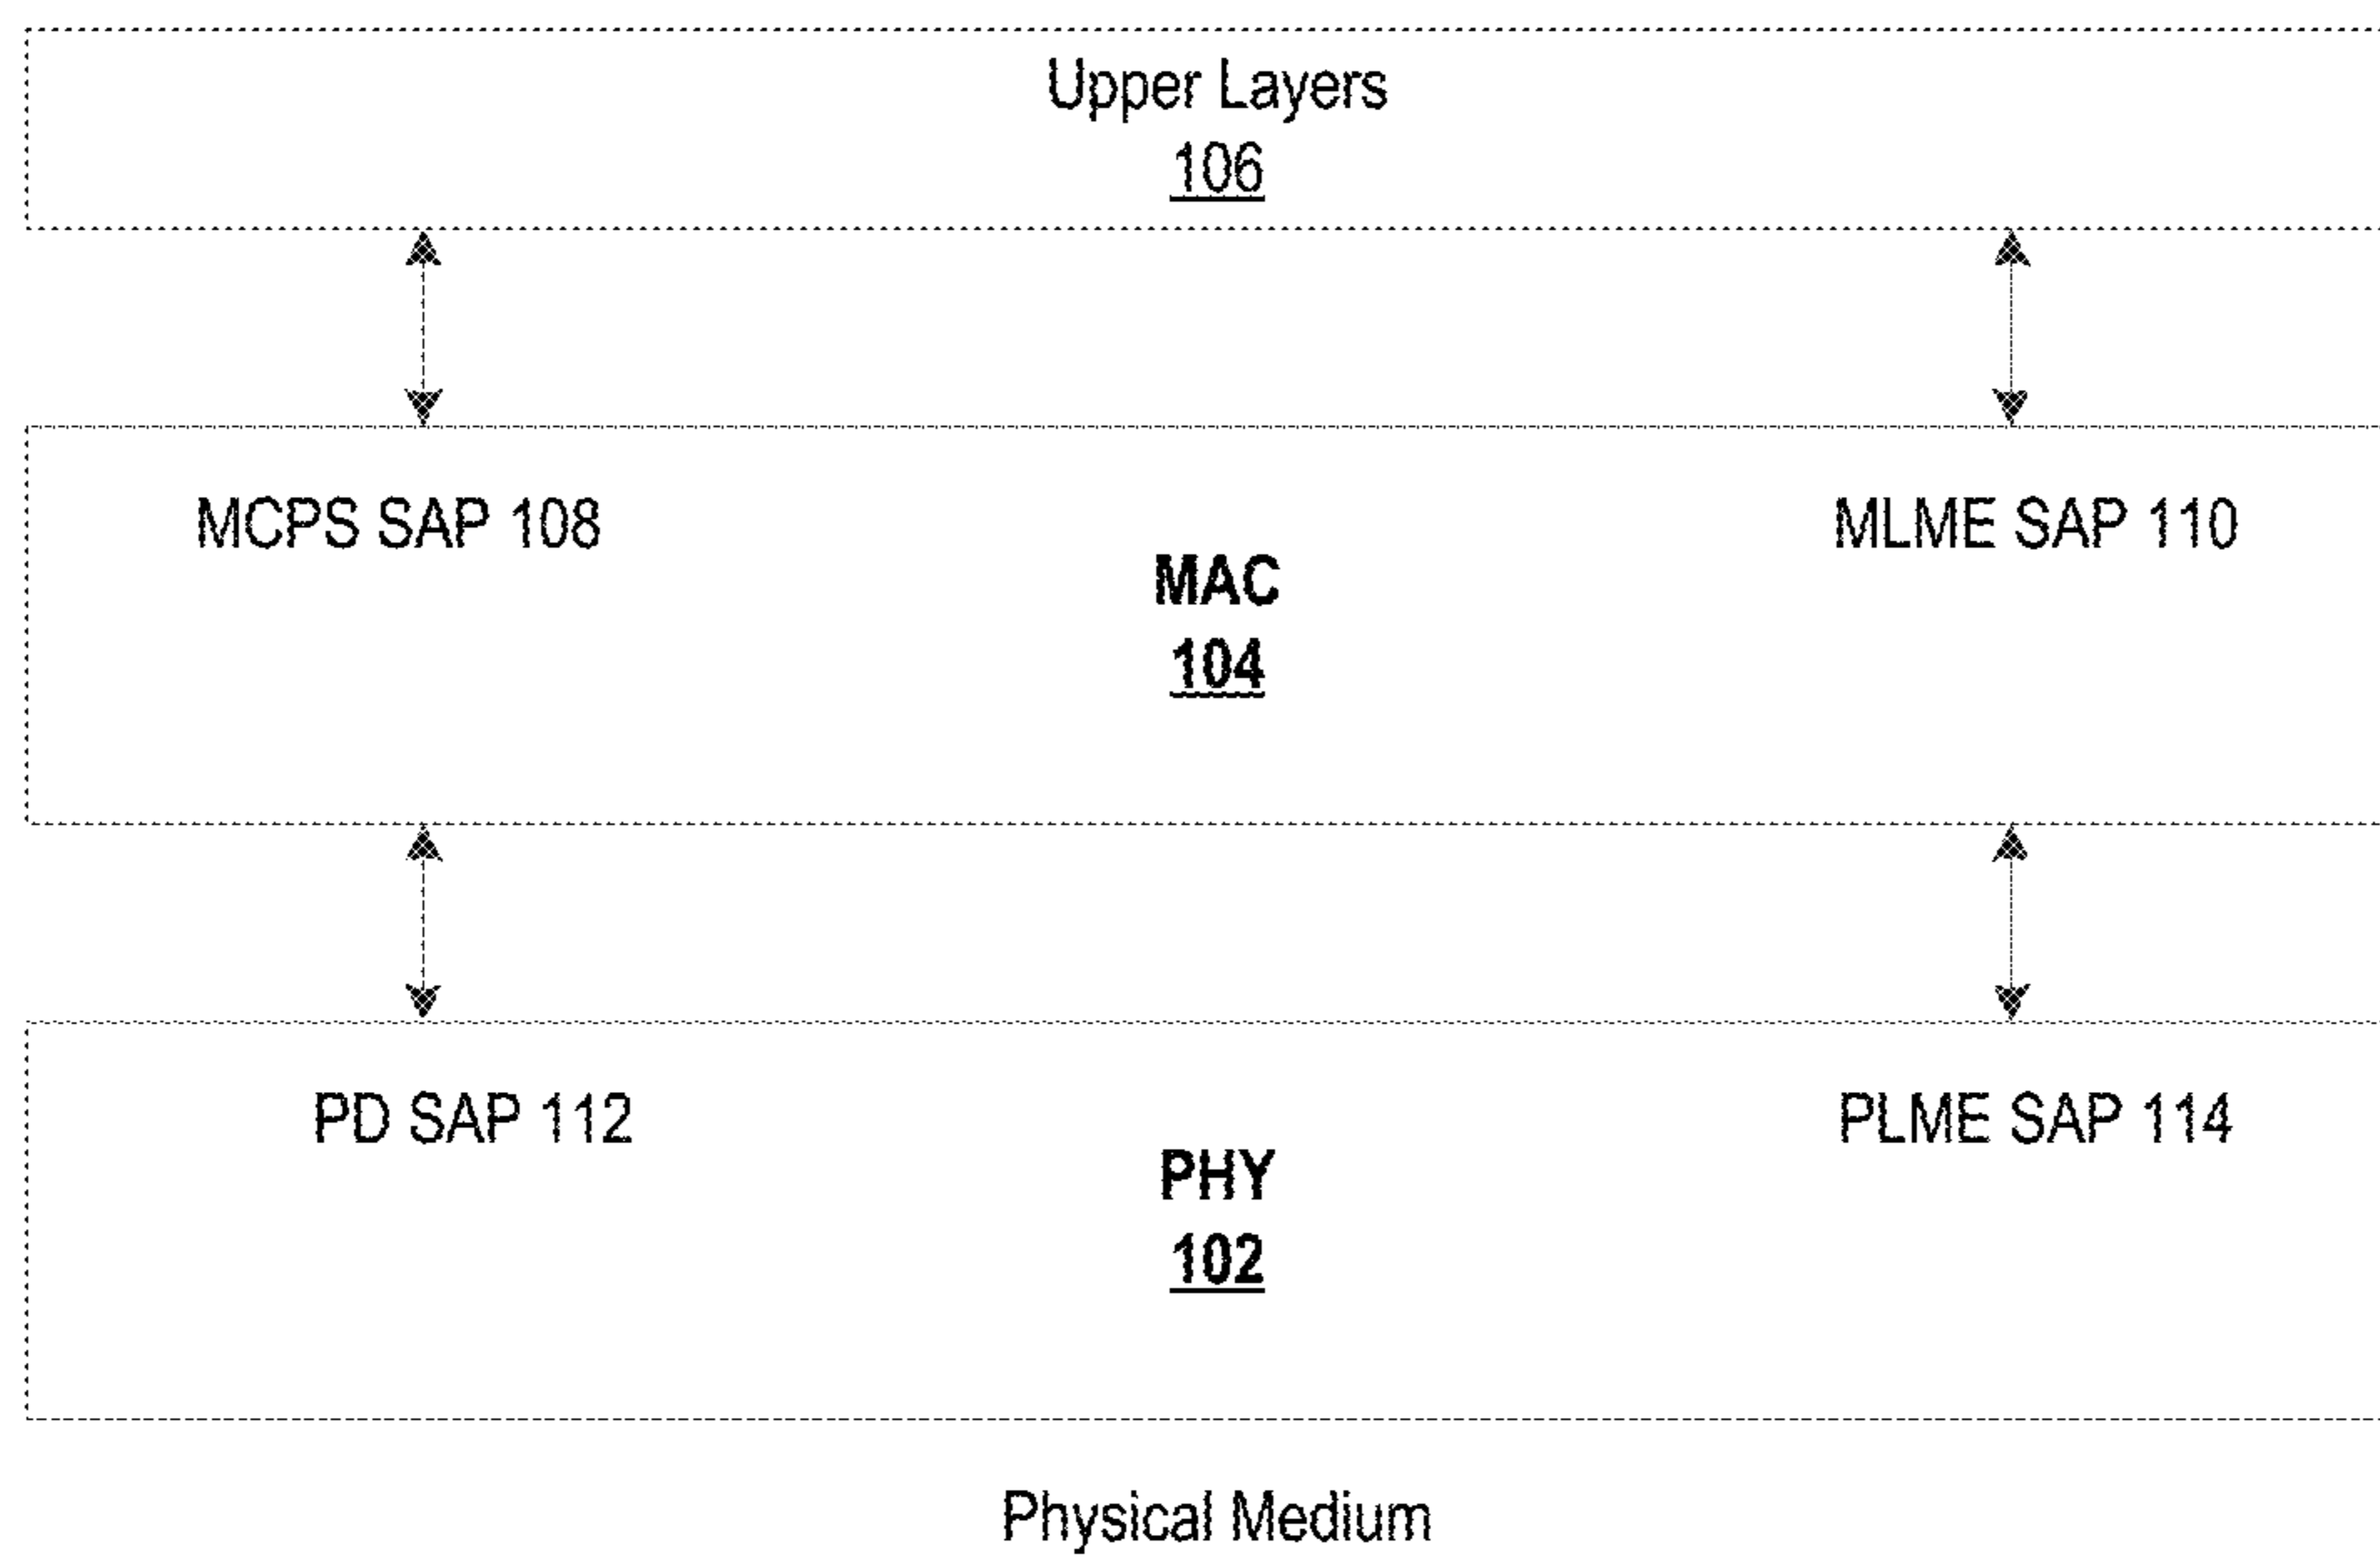 Upper Layers
106
MCPS SAP 108
MLME SAP 110
MAC
104
PD SAP 112
PLME SAP 114
PHY
102
Physical Medium